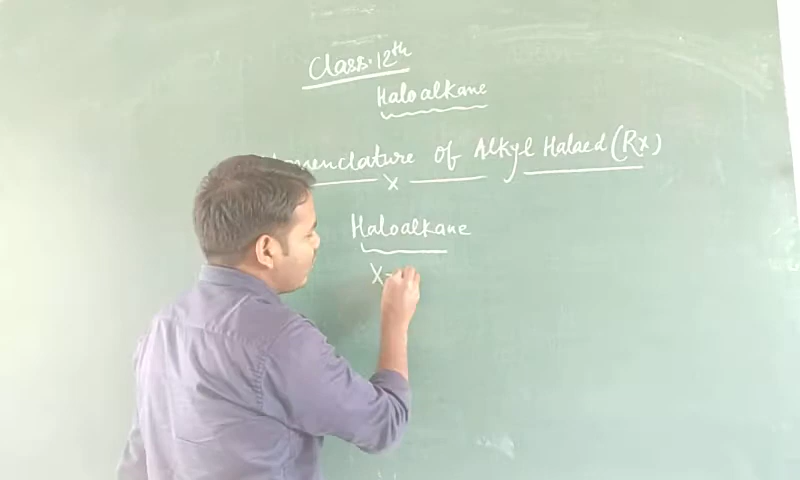 Class. 12th
Haloalkane
Nomenclature of Alkyl Halaed (Rx)
x
Haloalkane
X-